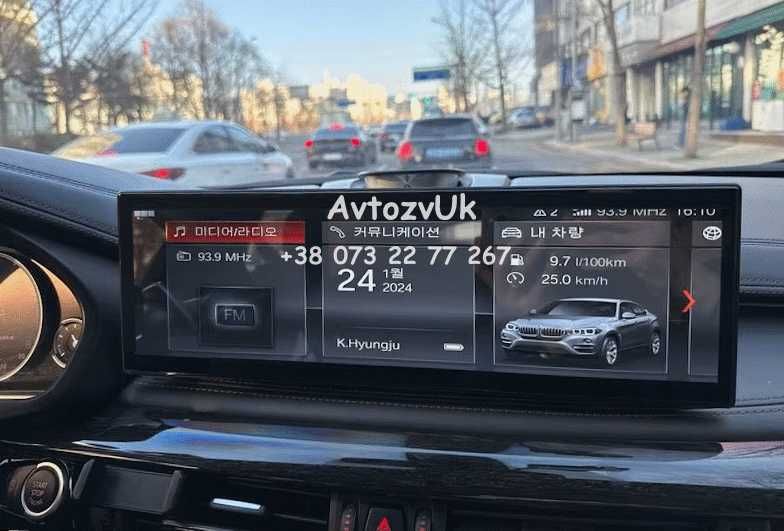 AvtozvUk
+38 073 22 77 267
2 93.9 MHz 16:10
미디어/라디오
93.9 MHz
FM
커뮤니케이션
24
1월
2024
K.Hyungju
내 차량
9.7 l/100km
25.0 km/h
START
STOP